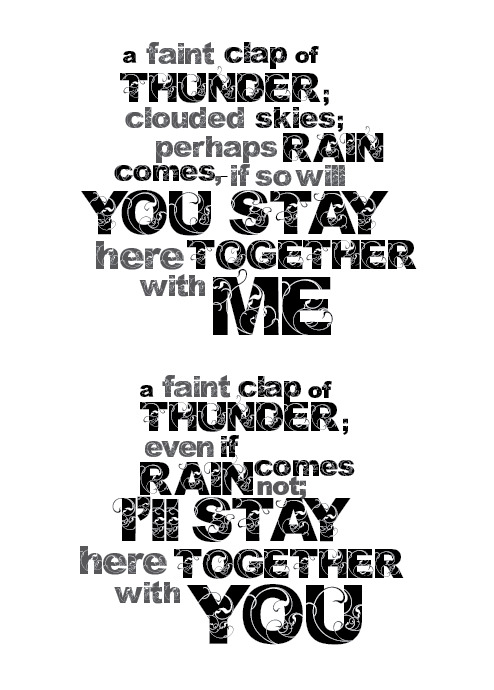 a faint clap of
THUNDER;
clouded skies;
perhaps RAIN
comes, if so will
YOU STAY
here TOGETHER
with ME
a faint clap of
THUNDER;
even if
RAIN comes
not;
I'll STAY
here TOGETHER
with YOU